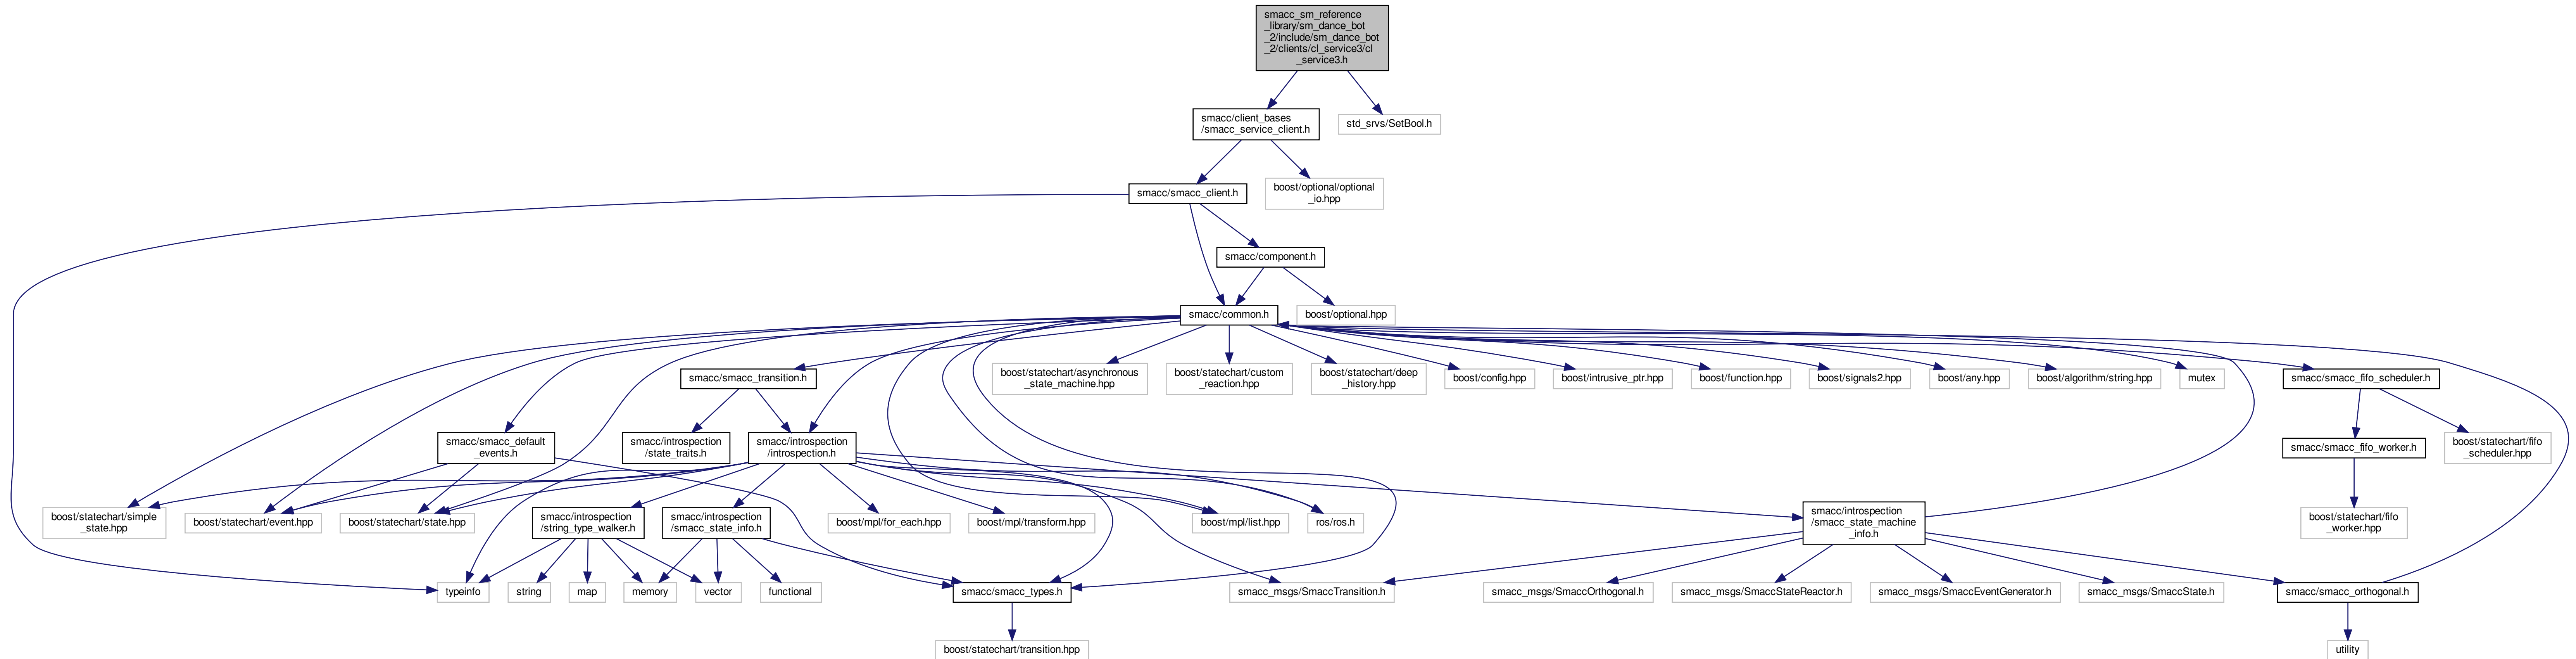 smacc_sm_reference
_library/sm_dance_bot
_2/include/sm_dance_bot
_2/clients/cl_service3/cl
_service3.h
smacc/client_bases
/smacc_service_client.h
std_srvs/SetBool.h
smacc/smacc_client.h
boost/optional/optional
_io.hpp
smacc/component.h
smacc/common.h
boost/optional.hpp
smacc/smacc_transition.h
boost/statechart/asynchronous
_state_machine.hpp
boost/statechart/custom
_reaction.hpp
boost/statechart/deep
_history.hpp
boost/config.hpp
boost/intrusive_ptr.hpp
boost/function.hpp
boost/signals2.hpp
boost/any.hpp
boost/algorithm/string.hpp
mutex
smacc/smacc_fifo_scheduler.h
smacc/smacc_default
_events.h
smacc/introspection
/state_traits.h
smacc/introspection
/introspection.h
smacc/smacc_fifo_worker.h
boost/statechart/fifo
_scheduler.hpp
boost/statechart/simple
_state.hpp
boost/statechart/event.hpp
boost/statechart/state.hpp
smacc/introspection
/string_type_walker.h
smacc/introspection
/smacc_state_info.h
boost/mpl/for_each.hpp
boost/mpl/transform.hpp
boost/mpl/list.hpp
ros/ros.h
smacc/introspection
/smacc_state_machine
_info.h
boost/statechart/fifo
_worker.hpp
typeinfo
string
map
memory
vector
functional
smacc/smacc_types.h
smacc_msgs/SmaccTransition.h
smacc_msgs/SmaccOrthogonal.h
smacc_msgs/SmaccStateReactor.h
smacc_msgs/SmaccEventGenerator.h
smacc_msgs/SmaccState.h
smacc/smacc_orthogonal.h
boost/statechart/transition.hpp
utility